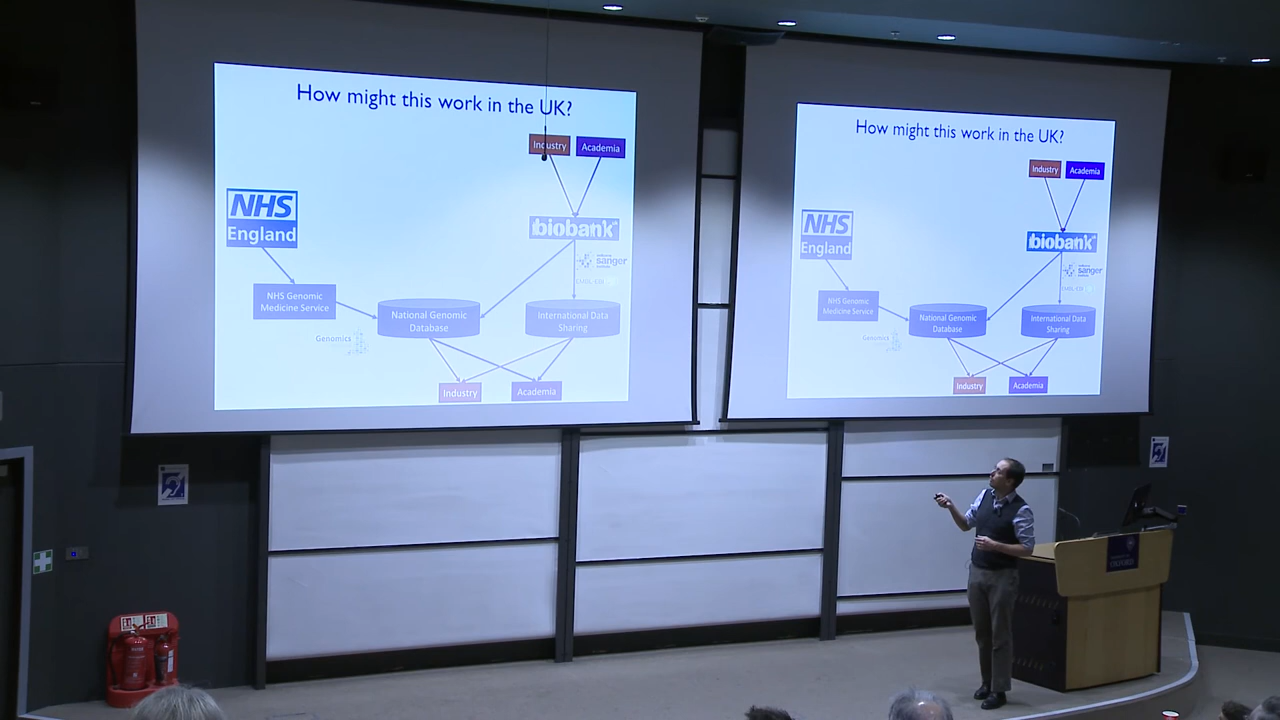 How might this work in the UK?
Industry
Academia
NHS
England
biobank
sanger
NHS Genomic
Medicine Service
National Genomic
Database
International Data
Sharing
Genomics
Industry
Academia
How might this work in the UK?
Industry
Academia
NHS
England
biobank
sanger
NHS Genomic
Medicine Service
National Genomic
Database
International Data
Sharing
Genomics
Industry
Academia
OXFORD